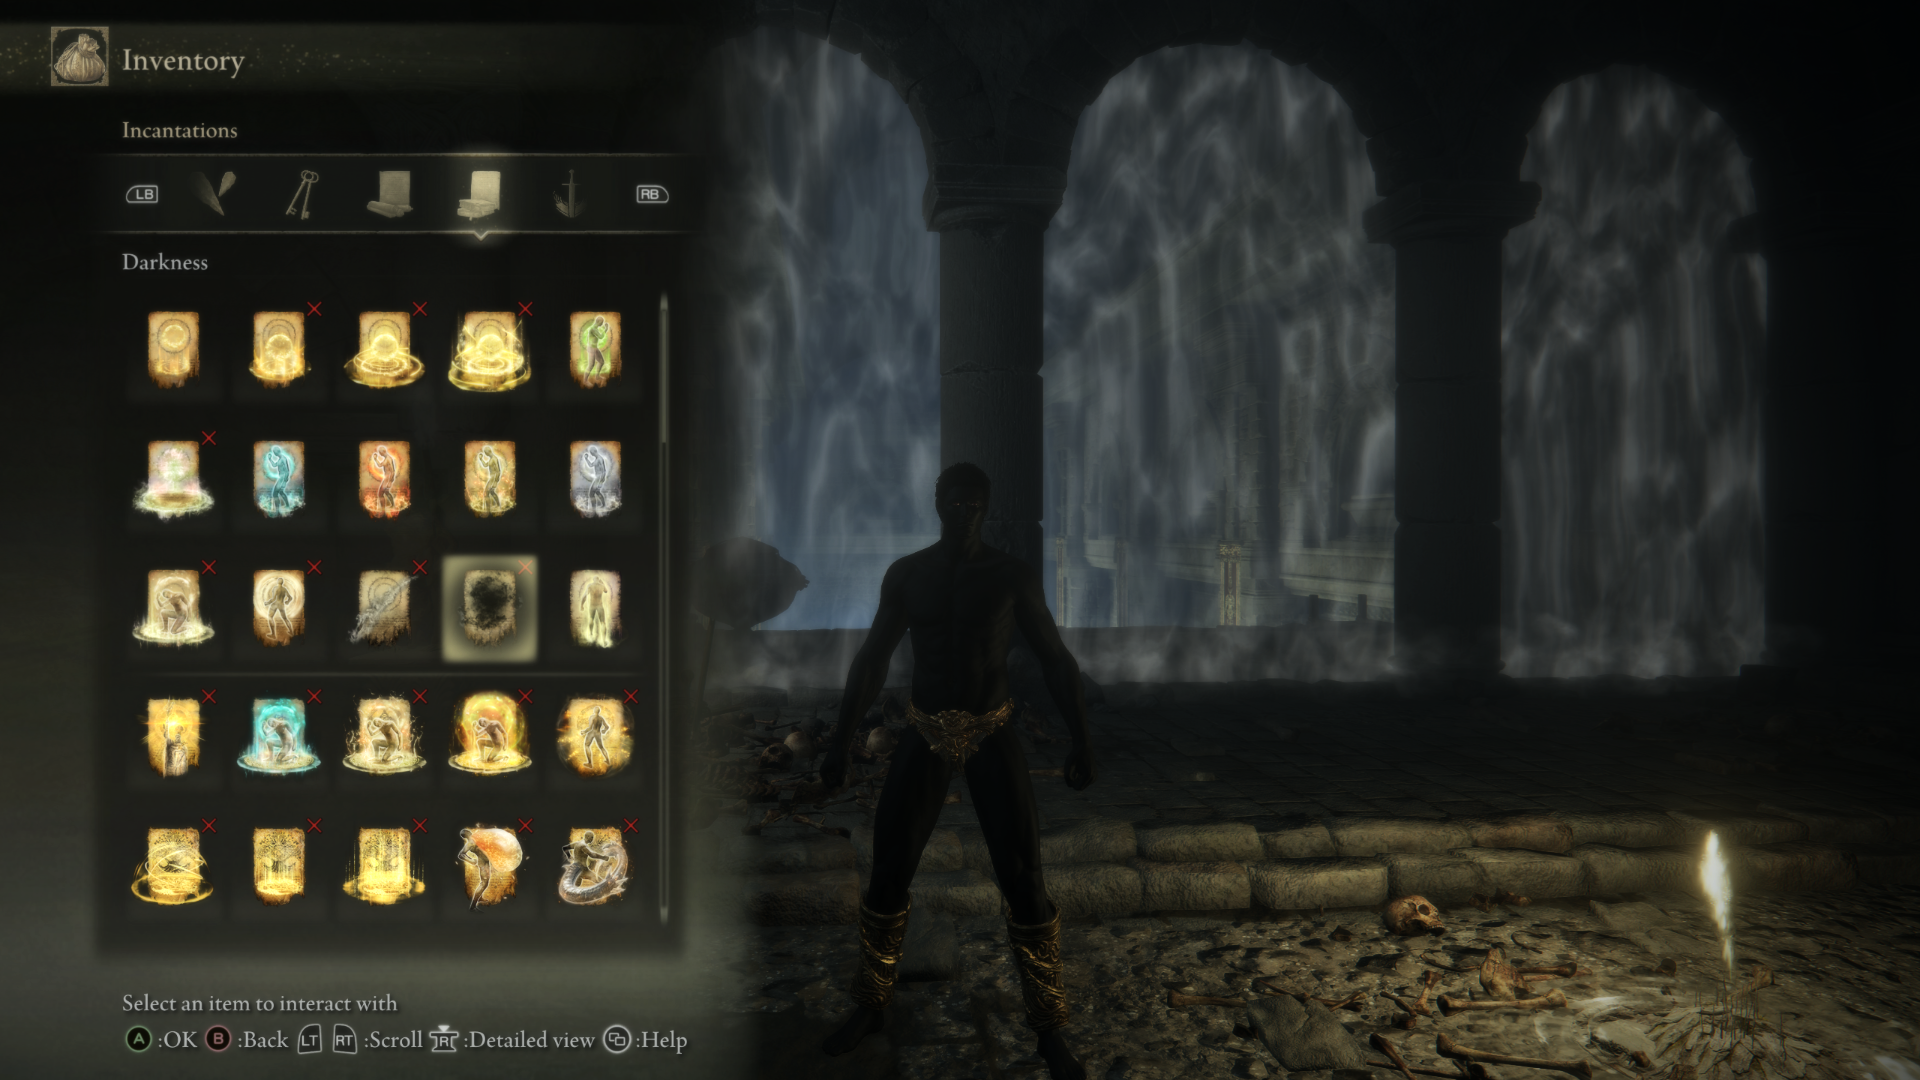 Inventory
Incantations
LB RB
Darkness
Select an item to interact with
A :OK B :Back LT RT :Scroll R :Detailed view :Help